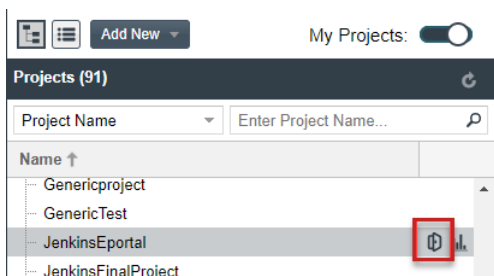 Add New
My Projects:
Projects (91)
Project Name
Enter Project Name...
Name
Genericproject
GenericTest
JenkinsEportal
JenkinsFinalProject